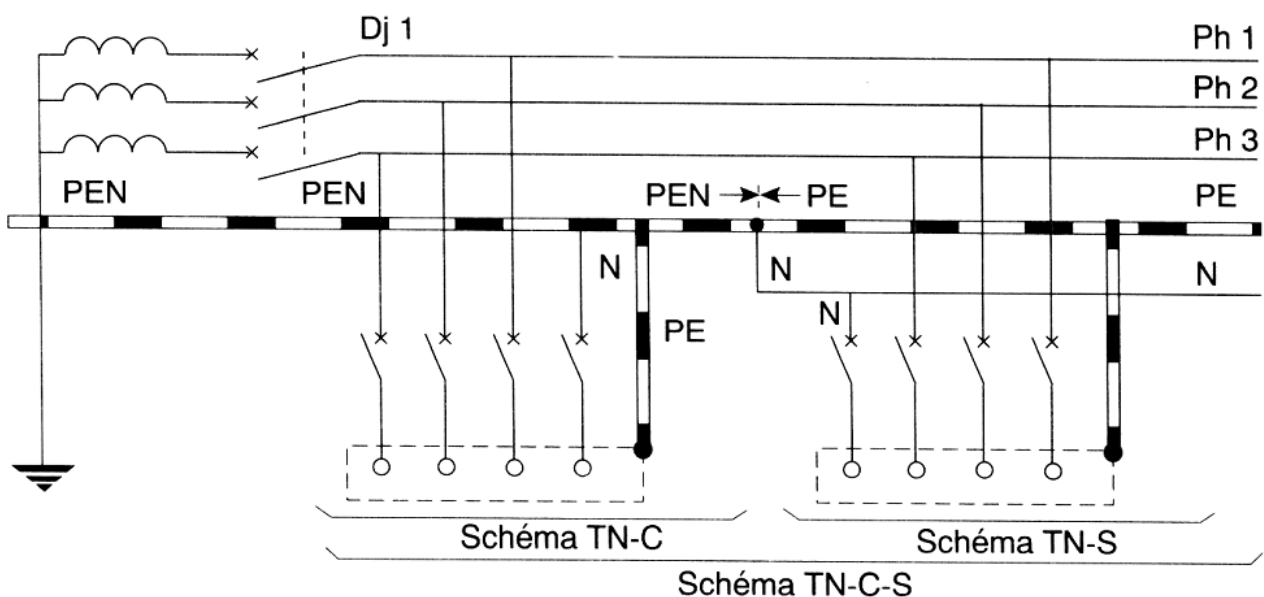 Dj 1
Ph 1
Ph 2
Ph 3
PEN
PEN
PEN
PE
PE
N
N
N
N
PE
Schéma TN-C
Schéma TN-S
Schéma TN-C-S